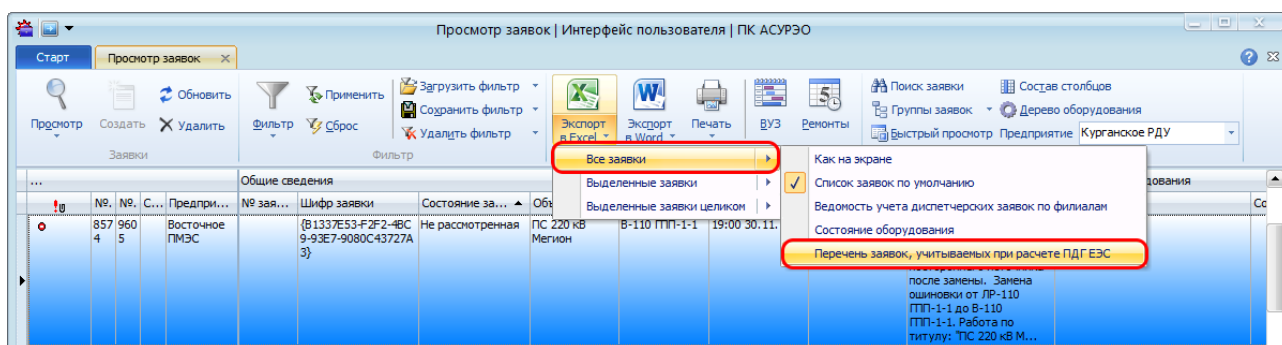 Просмотр заявок | Интерфейс пользователя | ПК АСУРЭО
Старт
Просмотр заявок
Просмотр
Создать
Обновить
Удалить
Заявки
Фильтр
Применить
Сброс
Загрузить фильтр
Сохранить фильтр
Удалить фильтр
Фильтр
Экспорт
в Excel
Экспорт
в Word
Печать
ВУЗ
Ремонты
Поиск заявки
Группы заявок
Быстрый просмотр
Состав столбцов
Дерево оборудования
Предприятие Курганское РДУ
Все заявки
Выделенные заявки
Выделенные заявки целиком
Как на экране
Список заявок по умолчанию
Ведомость учета диспетчерских заявок по филиалам
Состояние оборудования
Перечень заявок, учитываемых при расчете ПДГ ЕЭС
...
Общие сведения
№. №. С... Предпри... № зая... Шифр заявки Состояние за...
857
4
960
5
Восточное
ПМЭС
{B1337E53-F2F2-4BC
9-93E7-9080C43727A
3}
Не рассмотренная
ПС 220 кВ
Мегион
В-110 ГПП-1-1
19:00 30.11.
после замены. Замена
ошиновки от ЛР-110
ГПП-1-1 до В-110
ГПП-1-1. Работа по
титулу: "ПС 220 кВ М...